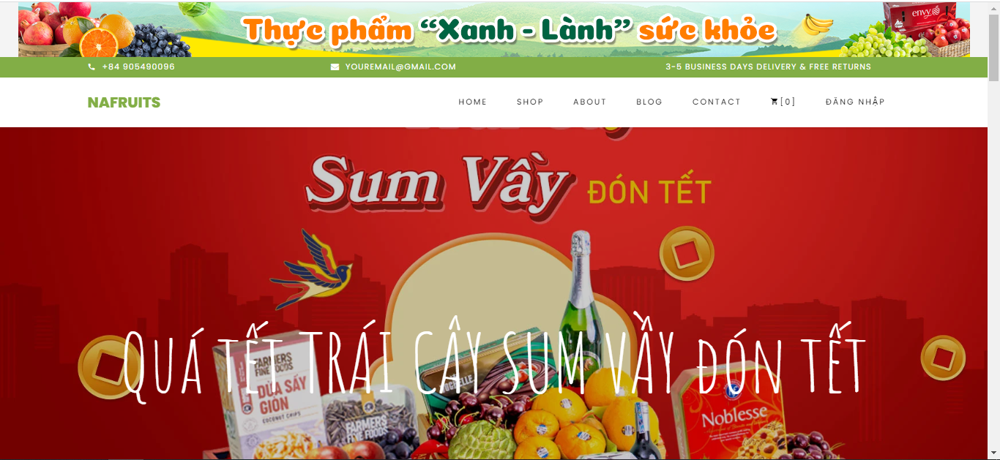 Thực phẩm “Xanh - Lành” sức khỏe
envy
+84 905490096
YOUREMAIL@GMAIL.COM
3-5 BUSINESS DAYS DELIVERY & FREE RETURNS
NAFRUITS
HOME
SHOP
ABOUT
BLOG
CONTACT
[0]
ĐĂNG NHẬP
Sum Vầy
ĐÓN TẾT
QUÁ TẾT TRÁI CÂY SUM VẦY ĐÓN TẾT
FARMERS
FINE FOODS
DỪA SẤY
GIÒN
COCONUT CHIPS
FARMERS
FINE FOODS
Noblesse